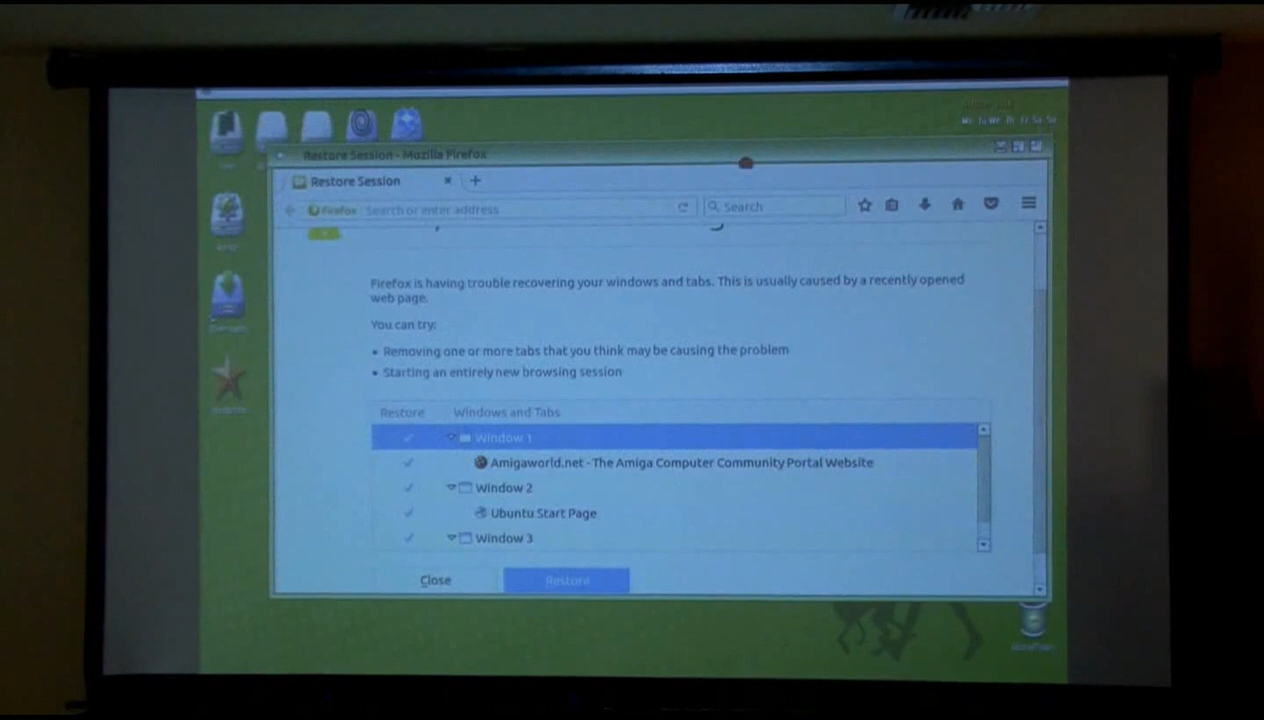 Restore Session - Mozilla Firefox
Restore Session
Firefox Search or enter address
Search
Firefox is having trouble recovering your windows and tabs. This is usually caused by a recently opened
web page.
You can try:
Removing one or more tabs that you think may be causing the problem
Starting an entirely new browsing session
Restore Windows and Tabs
Window 1
Amigaworld.net - The Amiga Computer Community Portal Website
Window 2
Ubuntu Start Page
Window 3
Close Restore